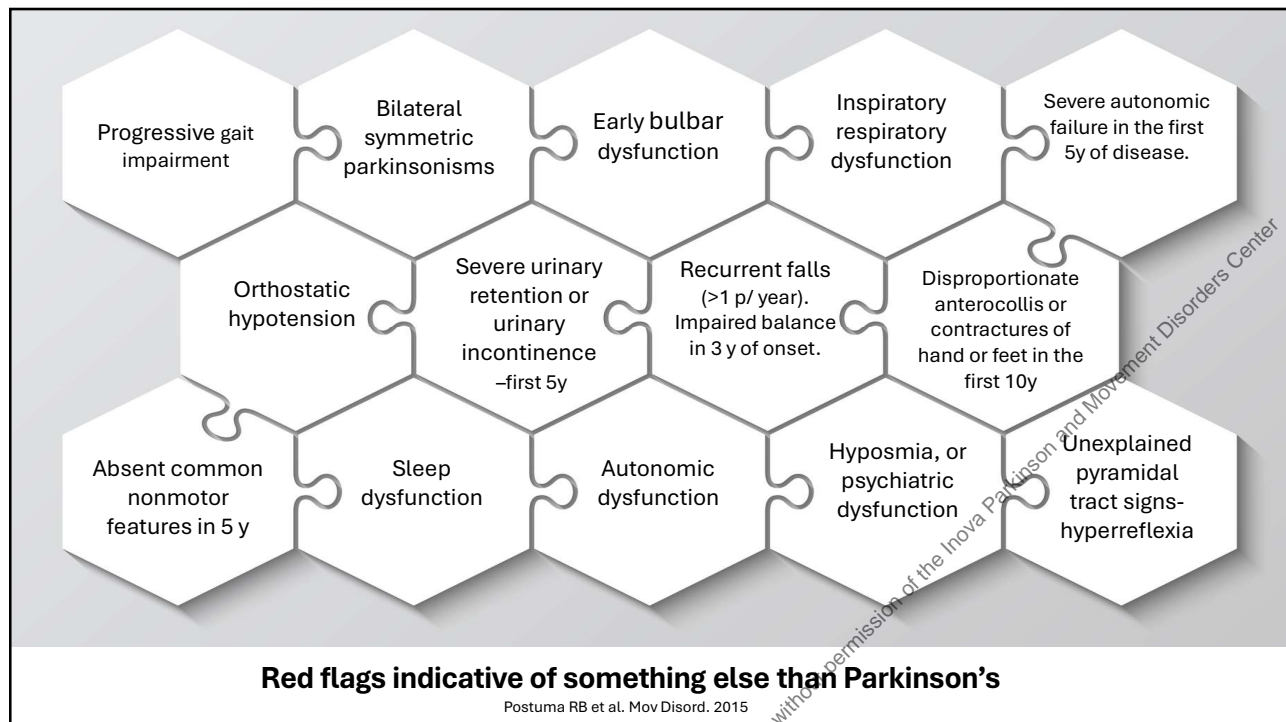 Progressive gait
impairment
Bilateral
symmetric
parkinsonisms
Early bulbar
dysfunction
Inspiratory
respiratory
dysfunction
Severe autonomic
failure in the first
5y of disease.
Orthostatic
hypotension
Severe urinary
retention or
urinary
incontinence
–first 5y
Recurrent falls
(>1 p/ year).
Impaired balance
in 3 y of onset.
Disproportionate
anterocollis or
contractures of
hand or feet in the
first 10y
Absent common
nonmotor
features in 5 y
Sleep
dysfunction
Autonomic
dysfunction
Hyposmia, or
psychiatric
dysfunction
Unexplained
pyramidal
tract signs-
hyperreflexia
without permission of the Inova Parkinson and Movement Disorders Center
Red flags indicative of something else than Parkinson's
Postuma RB et al. Mov Disord. 2015